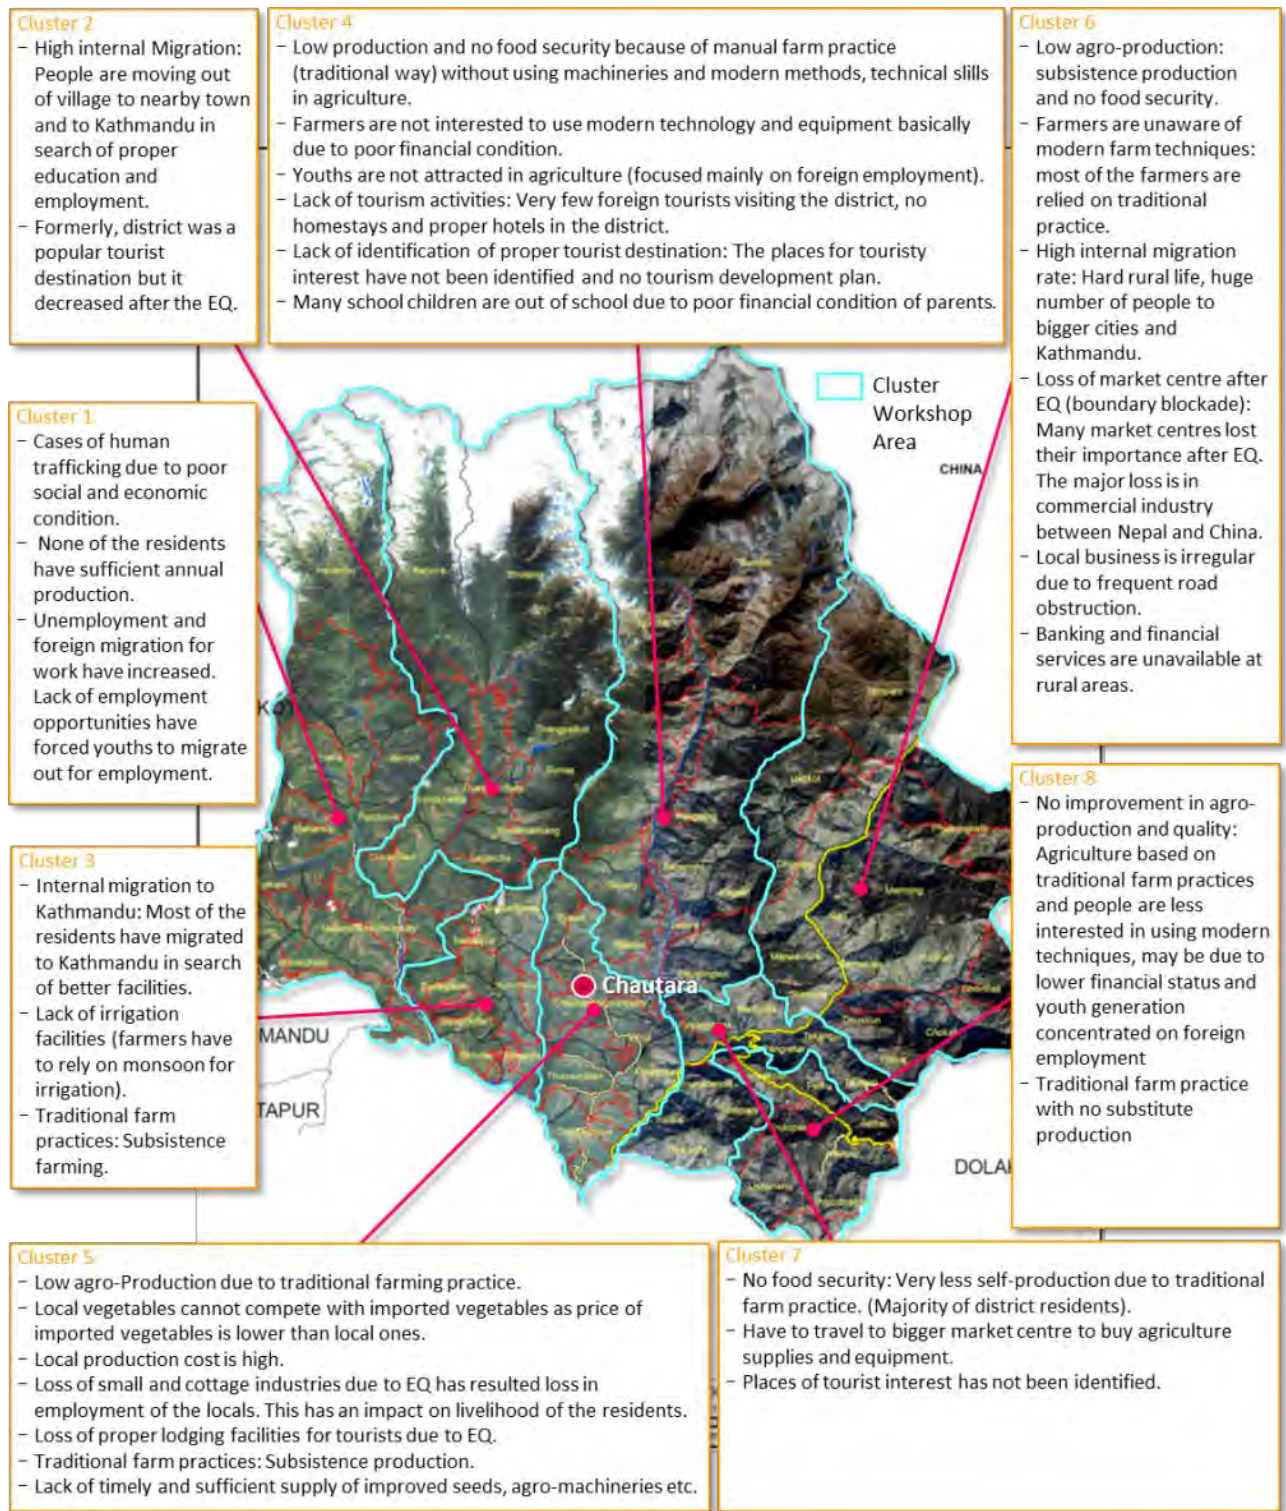 Cluster 2
– High internal Migration:
People are moving out
of village to nearby town
and to Kathmandu in
search of proper
education and
employment.
– Formerly, district was a
popular tourist
destination but it
decreased after the EQ.
Cluster 4
– Low production and no food security because of manual farm practice
(traditional way) without using machineries and modern methods, technical slills
in agriculture.
– Farmers are not interested to use modern technology and equipment basically
due to poor financial condition.
– Youths are not attracted in agriculture (focused mainly on foreign employment).
– Lack of tourism activities: Very few foreign tourists visiting the district, no
homestays and proper hotels in the district.
– Lack of identification of proper tourist destination: The places for touristy
interest have not been identified and no tourism development plan.
– Many school children are out of school due to poor financial condition of parents.
Cluster 6
– Low agro-production:
subsistence production
and no food security.
– Farmers are unaware of
modern farm techniques:
most of the farmers are
relied on traditional
practice.
– High internal migration
rate: Hard rural life, huge
number of people to
bigger cities and
Kathmandu.
– Loss of market centre after
EQ (boundary blockade):
Many market centres lost
their importance after EQ.
The major loss is in
commercial industry
between Nepal and China.
– Local business is irregular
due to frequent road
obstruction.
– Banking and financial
services are unavailable at
rural areas.
Cluster 1
– Cases of human
trafficking due to poor
social and economic
condition.
– None of the residents
have sufficient annual
production.
– Unemployment and
foreign migration for
work have increased.
Lack of employment
opportunities have
forced youths to migrate
out for employment.
Cluster
Workshop
Area
CHINA
Chautara
MANDU
TAPUR
DOLAK
Cluster 3
– Internal migration to
Kathmandu: Most of the
residents have migrated
to Kathmandu in search
of better facilities.
– Lack of irrigation
facilities (farmers have
to rely on monsoon for
irrigation).
– Traditional farm
practices: Subsistence
farming.
Cluster 8
– No improvement in agro-
production and quality:
Agriculture based on
traditional farm practices
and people are less
interested in using modern
techniques, may be due to
lower financial status and
youth generation
concentrated on foreign
employment
– Traditional farm practice
with no substitute
production
Cluster 5
– Low agro-Production due to traditional farming practice.
– Local vegetables cannot compete with imported vegetables as price of
imported vegetables is lower than local ones.
– Local production cost is high.
– Loss of small and cottage industries due to EQ has resulted loss in
employment of the locals. This has an impact on livelihood of the residents.
– Loss of proper lodging facilities for tourists due to EQ.
– Traditional farm practices: Subsistence production.
– Lack of timely and sufficient supply of improved seeds, agro-machineries etc.
Cluster 7
– No food security: Very less self-production due to traditional
farm practice. (Majority of district residents).
– Have to travel to bigger market centre to buy agriculture
supplies and equipment.
– Places of tourist interest has not been identified.